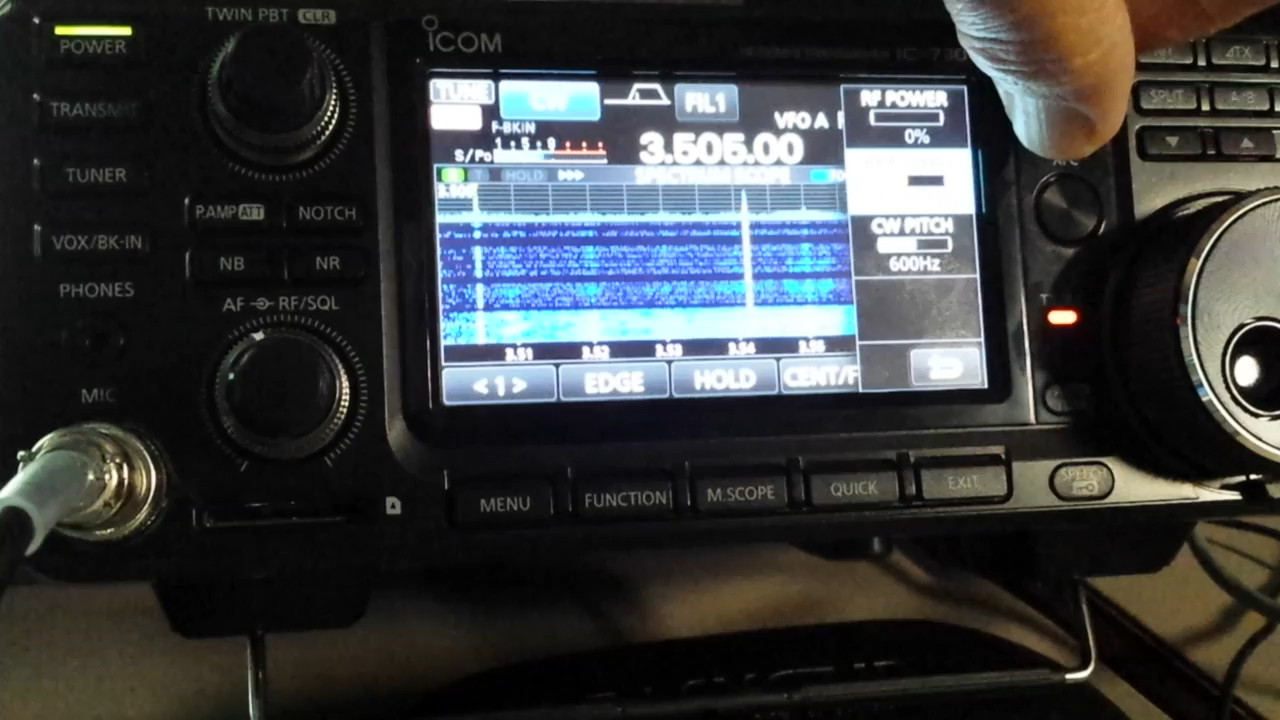 TWIN PBT CLR
POWER
TRANSMIT
TUNER
VOX/BK-IN
PHONES
MIC
P.AMP ATT
NOTCH
NB
NR
AF RF/SQL
ICOM
TUNE
CW
FIL1
VFO A
F-BKIN
S/Po
3.505.00
HOLD
SPECTRUM SCOPE
3.51 3.52 3.53 3.54 3.55
<1>
EDGE
HOLD
CENT/F
RF POWER
0%
CW PITCH
600Hz
MENU
FUNCTION
M.SCOPE
QUICK
EXIT
SPEECH
SPLIT
A/B